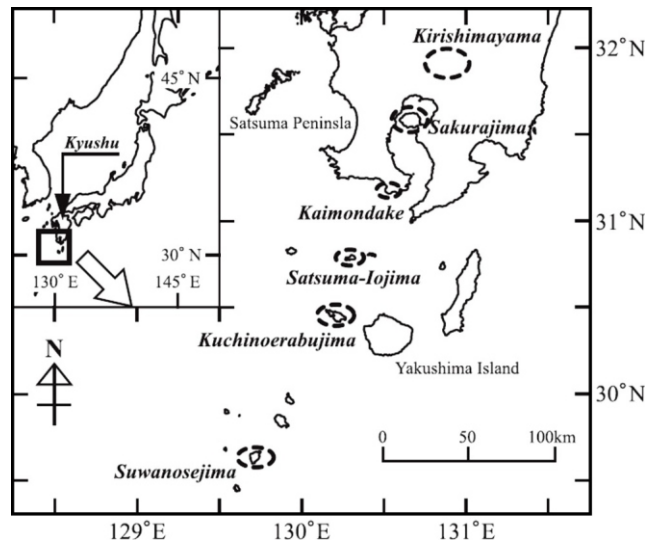 Kirishimayama
32°N
45°N
Kyushu
Satsuma Peninsla
Sakurajima
Kaimondake
31°N
30°N
130°E
145°E
Satsuma-Iojima
Kuchinoerabujima
Yakushima Island
N
30°N
0
50
100km
Suwanosejima
129°E
130°E
131°E